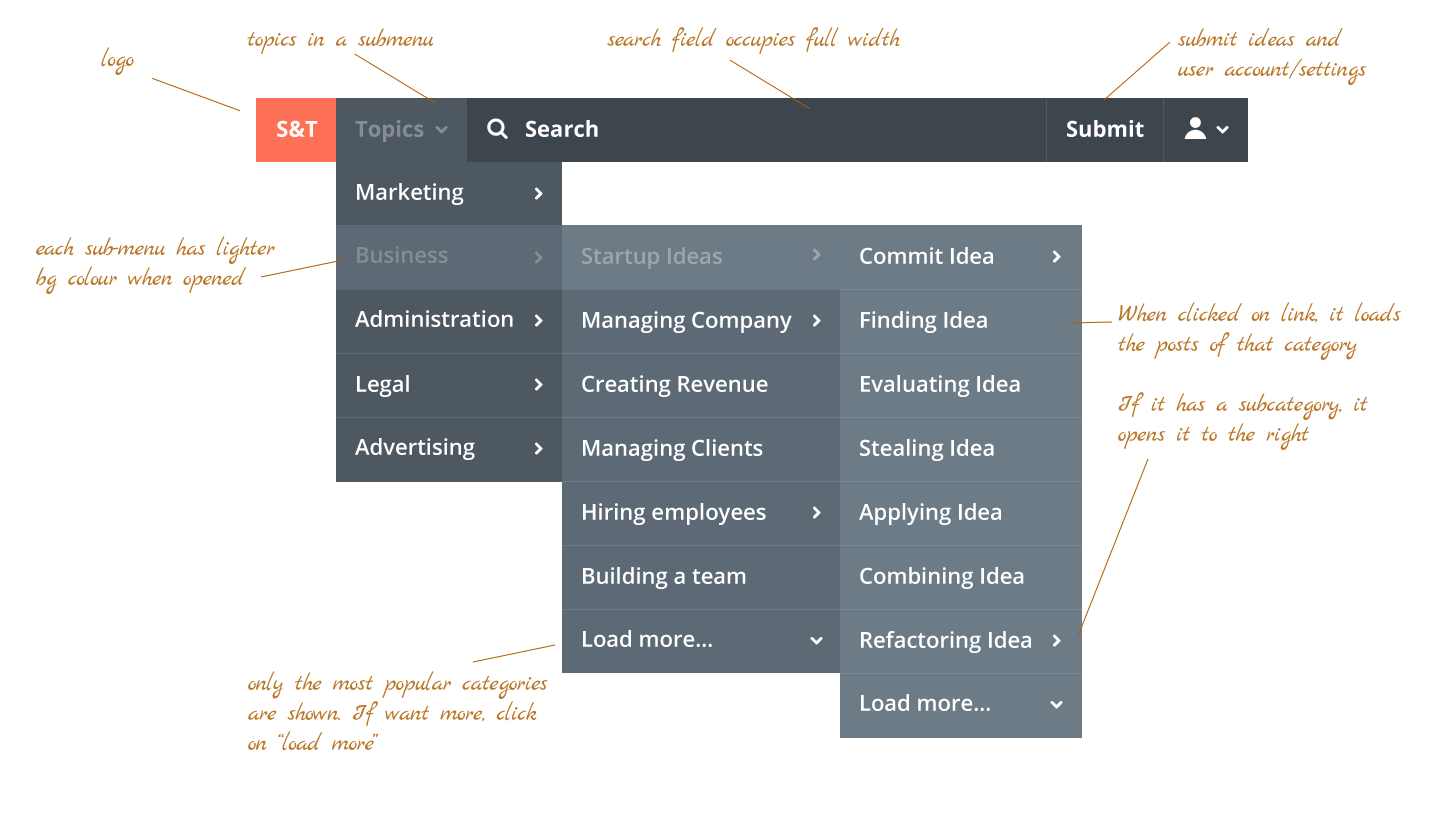 logo
topics in a submenu
search field occupies full width
submit ideas and
user account/settings
S&T
Topics
Search
Submit
Marketing
Business
Administration
Legal
Advertising
Startup Ideas
Managing Company
Creating Revenue
Managing Clients
Hiring employees
Building a team
Load more...
Commit Idea
Finding Idea
Evaluating Idea
Stealing Idea
Applying Idea
Combining Idea
Refactoring Idea
Load more...
each sub-menu has lighter
bg colour when opened
When clicked on link, it loads
the posts of that category
If it has a subcategory, it
opens it to the right
only the most popular categories
are shown. If want more, click
on “load more”